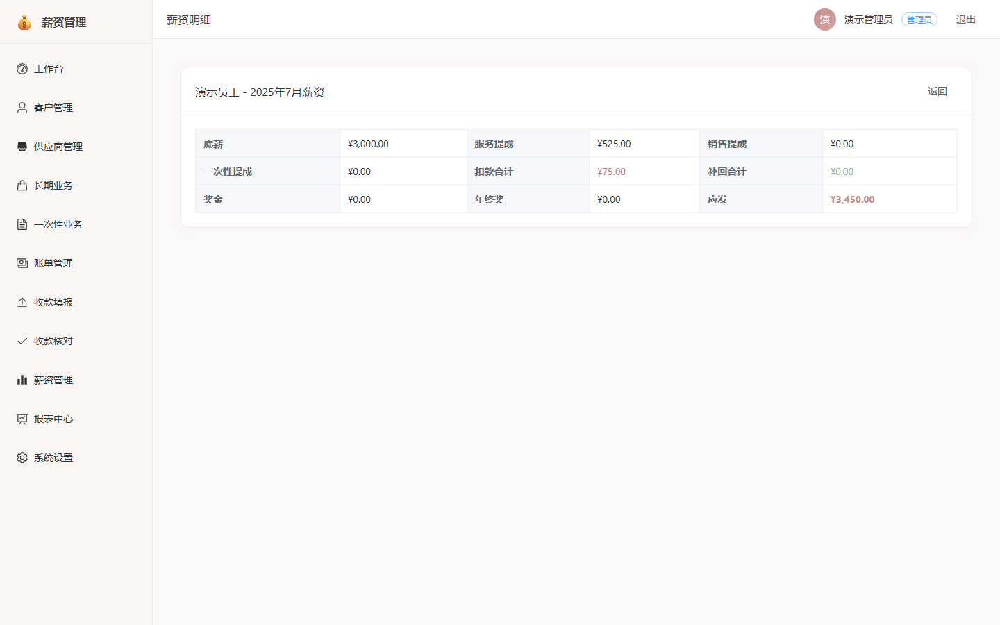 薪资管理
薪资明细
演 演示管理员 管理员 退出
工作台
客户管理
供应商管理
长期业务
一次性业务
账单管理
收款填报
收款核对
薪资管理
报表中心
系统设置
演示员工 - 2025年7月薪资 返回
底薪 ¥3,000.00 服务提成 ¥525.00 销售提成 ¥0.00
一次性提成 ¥0.00 扣款合计 ¥75.00 补回合计 ¥0.00
奖金 ¥0.00 年终奖 ¥0.00 应发 ¥3,450.00